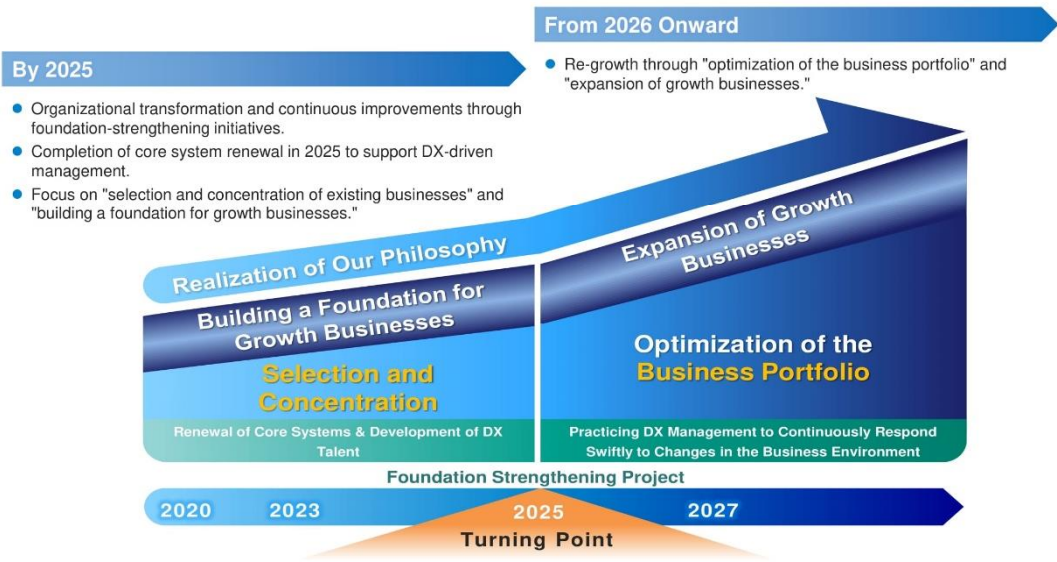 By 2025
Organizational transformation and continuous improvements through
foundation-strengthening initiatives.
Completion of core system renewal in 2025 to support DX-driven
management.
Focus on "selection and concentration of existing businesses" and
"building a foundation for growth businesses."
From 2026 Onward
Re-growth through "optimization of the business portfolio" and
"expansion of growth businesses."
Realization of Our Philosophy
Building a Foundation for
Growth Businesses
Selection and
Concentration
Renewal of Core Systems & Development of DX
Talent
Expansion of Growth
Businesses
Optimization of the
Business Portfolio
Practicing DX Management to Continuously Respond
Swiftly to Changes in the Business Environment
Foundation Strengthening Project
2020
2023
2025
2027
Turning Point